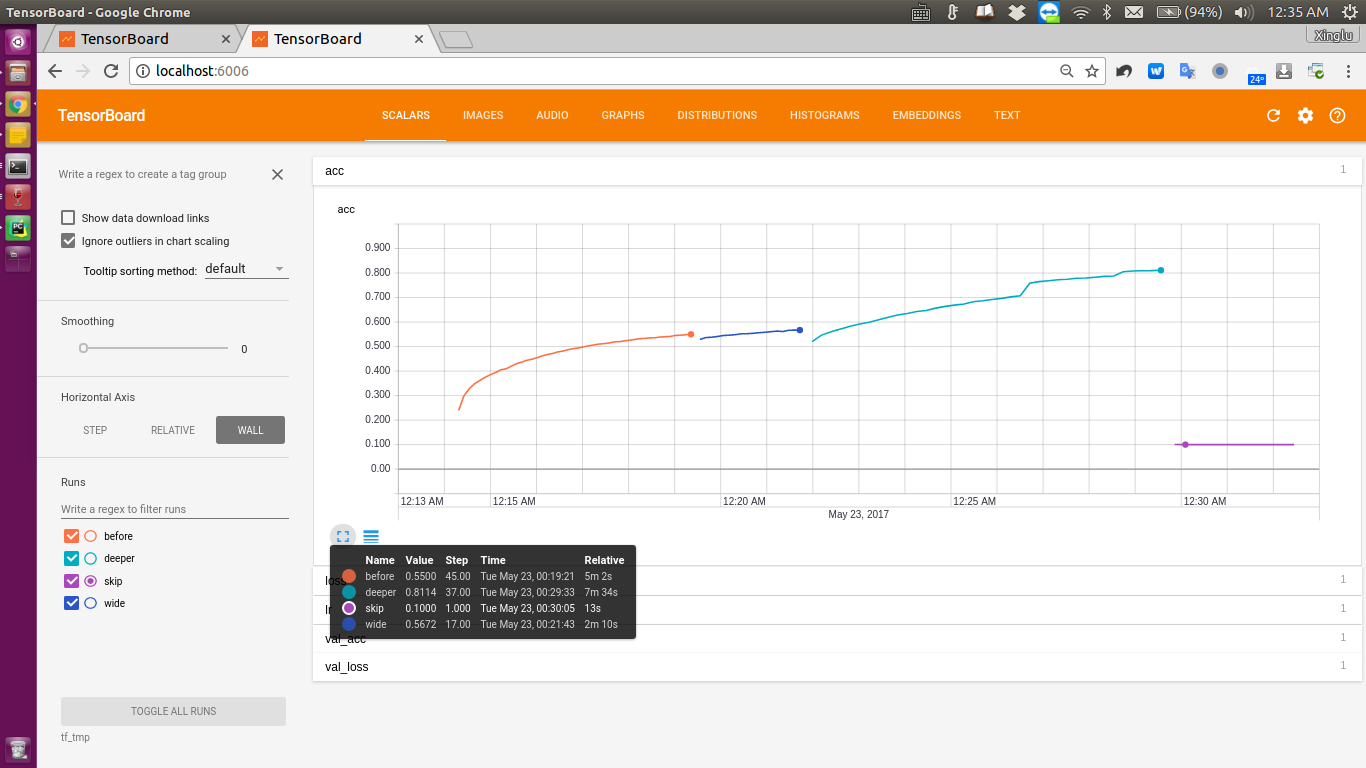 TensorBoard - Google Chrome
(94%)
12:35 AM
TensorBoard
TensorBoard
Xinglu
localhost:6006
24°
TensorBoard
SCALARS IMAGES AUDIO GRAPHS DISTRIBUTIONS HISTOGRAMS EMBEDDINGS TEXT
Write a regex to create a tag group
Show data download links
Ignore outliers in chart scaling
Tooltip sorting method: default
Smoothing
0
Horizontal Axis
STEP RELATIVE WALL
Runs
Write a regex to filter runs
before
deeper
skip
wide
TOGGLE ALL RUNS
tf_tmp
acc 1
acc
0.900
0.800
0.700
0.600
0.500
0.400
0.300
0.200
0.100
0.00
12:13 AM 12:15 AM 12:20 AM 12:25 AM 12:30 AM
May 23, 2017
Name Value Step Time Relative
before 0.5500 45.00 Tue May 23, 00:19:21 5m 2s
deeper 0.8114 37.00 Tue May 23, 00:29:33 7m 34s
skip 0.1000 1.000 Tue May 23, 00:30:05 13s
wide 0.5672 17.00 Tue May 23, 00:21:43 2m 10s
1
1
val_acc 1
val_loss 1